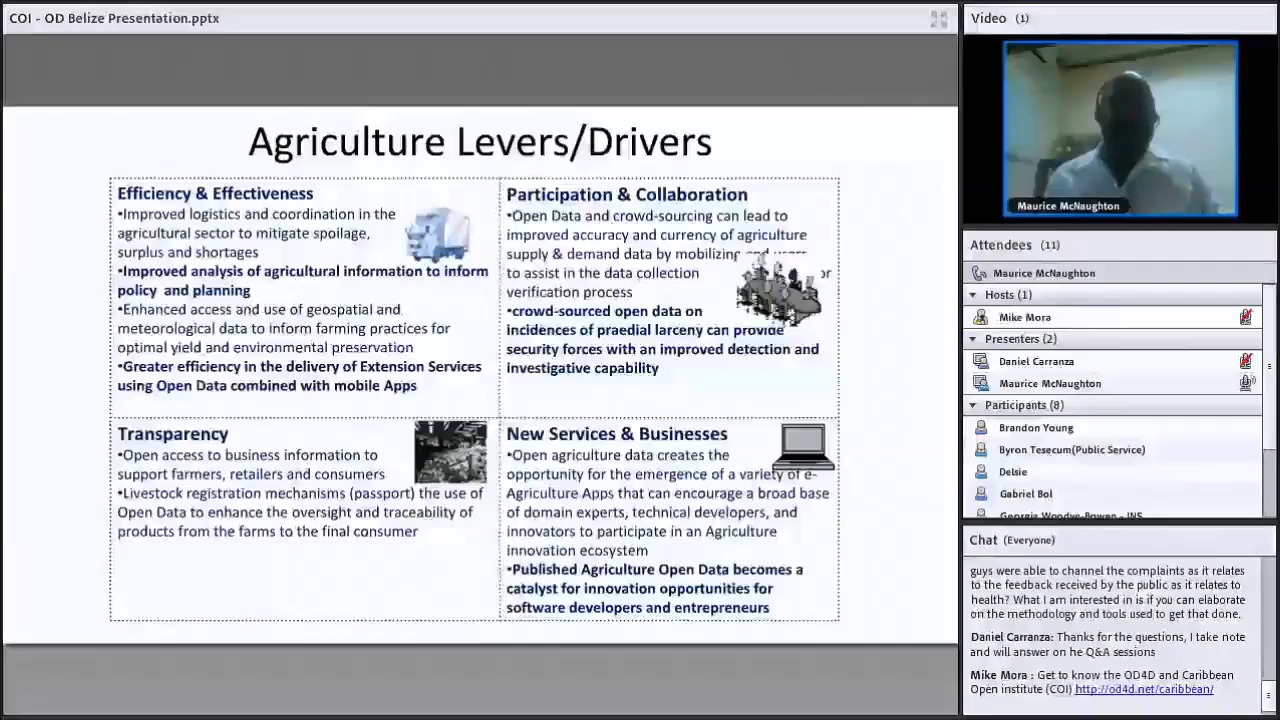 COI - OD Belize Presentation.pptx
Agriculture Levers/Drivers
Efficiency & Effectiveness
•Improved logistics and coordination in the
agricultural sector to mitigate spoilage,
surplus and shortages
•Improved analysis of agricultural information to inform
policy and planning
•Enhanced access and use of geospatial and
meteorological data to inform farming practices for
optimal yield and environmental preservation
•Greater efficiency in the delivery of Extension Services
using Open Data combined with mobile Apps
Participation & Collaboration
•Open Data and crowd-sourcing can lead to
improved accuracy and currency of agriculture
supply & demand data by mobilizing end users
to assist in the data collection or
verification process
•crowd-sourced open data on
incidences of praedial larceny can provide
security forces with an improved detection and
investigative capability
Transparency
•Open access to business information to
support farmers, retailers and consumers
•Livestock registration mechanisms (passport) the use of
Open Data to enhance the oversight and traceability of
products from the farms to the final consumer
New Services & Businesses
•Open agriculture data creates the
opportunity for the emergence of a variety of e-
Agriculture Apps that can encourage a broad base
of domain experts, technical developers, and
innovators to participate in an Agriculture
innovation ecosystem
•Published Agriculture Open Data becomes a
catalyst for innovation opportunities for
software developers and entrepreneurs
Video (1)
Maurice McNaughton
Attendees (11)
Maurice McNaughton
Hosts (1)
Mike Mora
Presenters (2)
Daniel Carranza
Maurice McNaughton
Participants (8)
Brandon Young
Byron Tesecum(Public Service)
Delsie
Gabriel Bol
Georgia Woodye-Bowen - INS
Chat (Everyone)
guys were able to channel the complaints as it relates
to the feedback received by the public as it relates to
health? What I am interested in is if you can elaborate
on the methodology and tools used to get that done.
Daniel Carranza: Thanks for the questions, I take note
and will answer on he Q&A sessions
Mike Mora : Get to know the OD4D and Caribbean
Open institute (COI) http://od4d.net/caribbean/